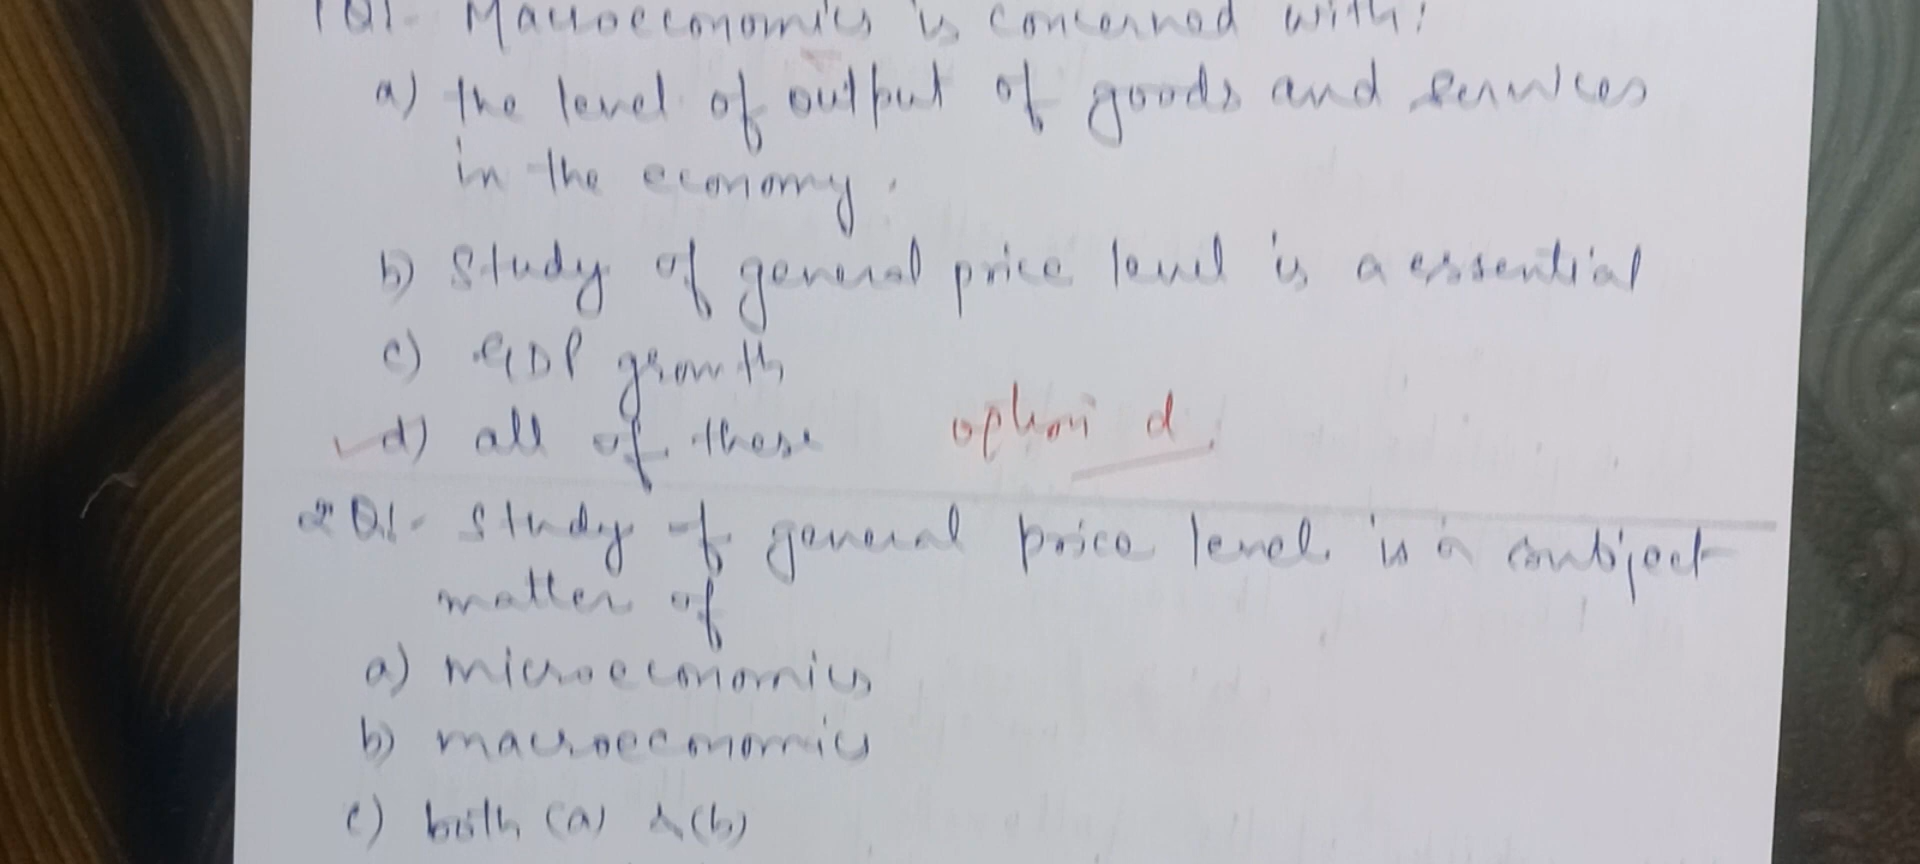 1Q1- Macroeconomics is concerned with:
a) the level of output of goods and services
in the economy.
b) Study of general price level is a essential
c) GDP growth
d) all of these option d.
2Q1- Study of general price level is a subject
matter of
a) microeconomics
b) macroeconomics
c) both (a) & (b)